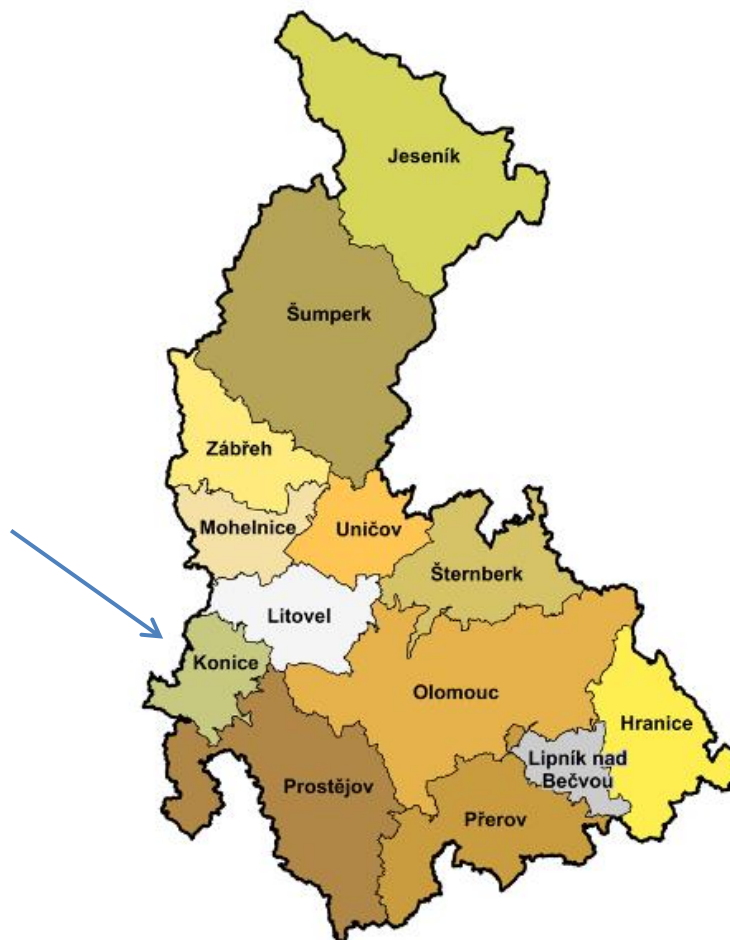 Jeseník
Šumperk
Zábřeh
Mohelnice
Uničov
Šternberk
Litovel
Konice
Olomouc
Hranice
Lipník nad
Bečvou
Prostějov
Přerov